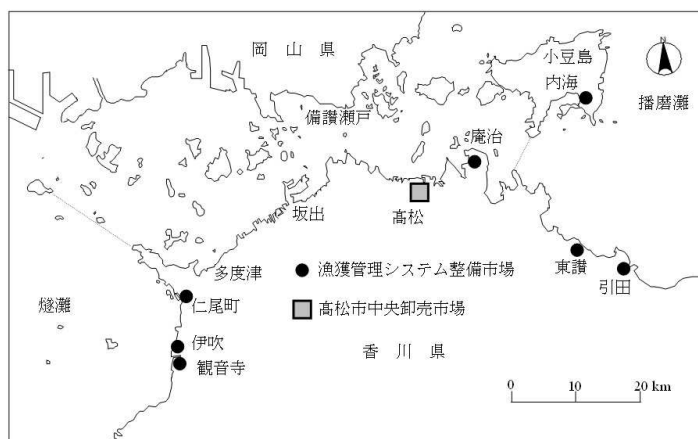 岡 山 県
小豆島
内海
N
播磨灘
備讃瀬戸
庵治
坂出
高松
多度津
漁獲管理システム整備市場
東讃
引田
燧灘
仁尾町
高松市中央卸売市場
伊吹
観音寺
香 川 県
0 10 20 km